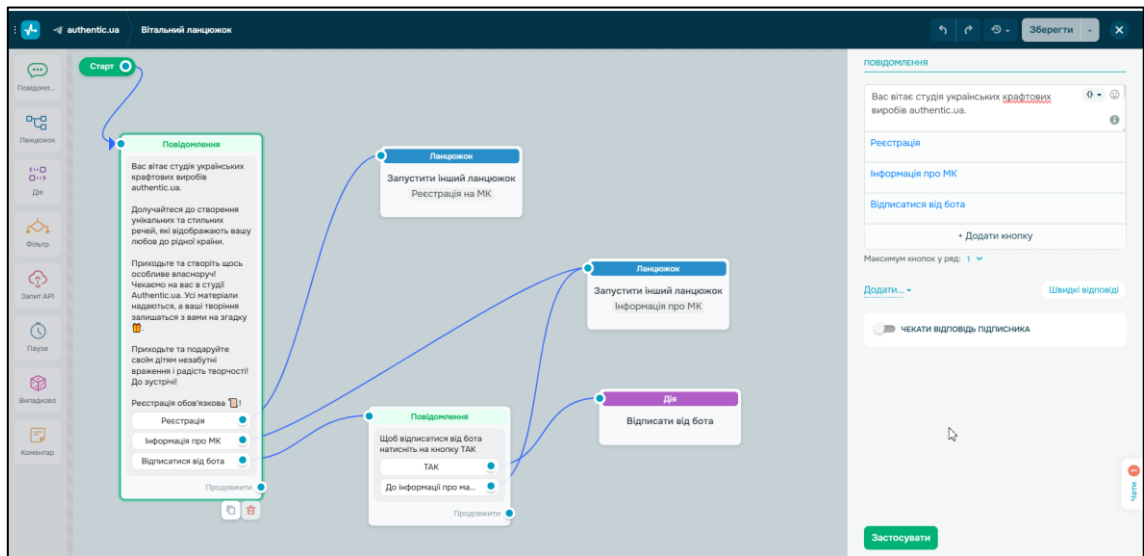 authentic.ua
Вітальний ланцюжок
Зберегти
Повідомл...
Ланцюжок
Дія
Фільтр
Запит API
Пауза
Випадково
Коментар
Старт
Повідомлення
Вас вітає студія українських
крафтових виробів
authentic.ua.
Долучайтеся до створення
унікальних та стильних
речей, які відображають вашу
любов до рідної країни.
Приходьте та створіть щось
особливе власноруч!
Чекаємо на вас в студії
Authentic.ua. Усі матеріали
надаються, а ваші творіння
залишаться з вами на згадку
🎁.
Приходьте та подаруйте
своїм дітям незабутні
враження і радість творчості!
До зустрічі!
Реєстрація обов'язкова 📜!
Реєстрація
Інформація про МК
Відписатися від бота
Продовжити
Ланцюжок
Запустити інший ланцюжок
Реєстрація на МК
Ланцюжок
Запустити інший ланцюжок
Інформація про МК
Дія
Відписати від бота
Повідомлення
Щоб відписатися від бота
натисніть на кнопку ТАК
ТАК
До інформації про ма...
Продовжити
ПОВІДОМЛЕННЯ
Вас вітає студія українських крафтових
виробів authentic.ua.
{}
Реєстрація
Інформація про МК
Відписатися від бота
+ Додати кнопку
Максимум кнопок у ряд: 1
Додати...
Швидкі відповіді
ЧЕКАТИ ВІДПОВІДЬ ПІДПИСНИКА
Чати 1
Застосувати